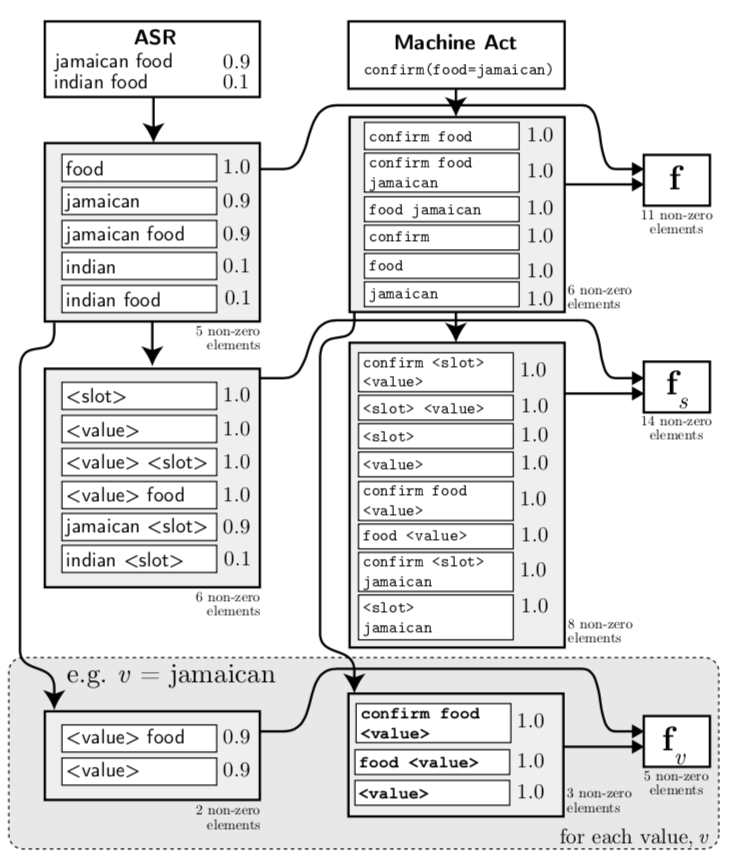 ASR
jamaican food 0.9
indian food 0.1
Machine Act
confirm(food=jamaican)
food 1.0
jamaican 0.9
jamaican food 0.9
indian 0.1
indian food 0.1
5 non-zero
elements
confirm food 1.0
confirm food
jamaican 1.0
food jamaican 1.0
confirm 1.0
food 1.0
jamaican 1.0
6 non-zero
elements
f
11 non-zero
elements
<slot> 1.0
<value> 1.0
<value> <slot> 1.0
<value> food 1.0
jamaican <slot> 0.9
indian <slot> 0.1
6 non-zero
elements
confirm <slot>
<value> 1.0
<slot> <value> 1.0
<slot> 1.0
<value> 1.0
confirm food
<value> 1.0
food <value> 1.0
confirm <slot>
jamaican 1.0
<slot>
jamaican 1.0
8 non-zero
elements
f s
14 non-zero
elements
e.g. v = jamaican
<value> food 0.9
<value> 0.9
2 non-zero
elements
confirm food
<value> 1.0
food <value> 1.0
<value> 1.0
3 non-zero
elements
f v
5 non-zero
elements
for each value, v